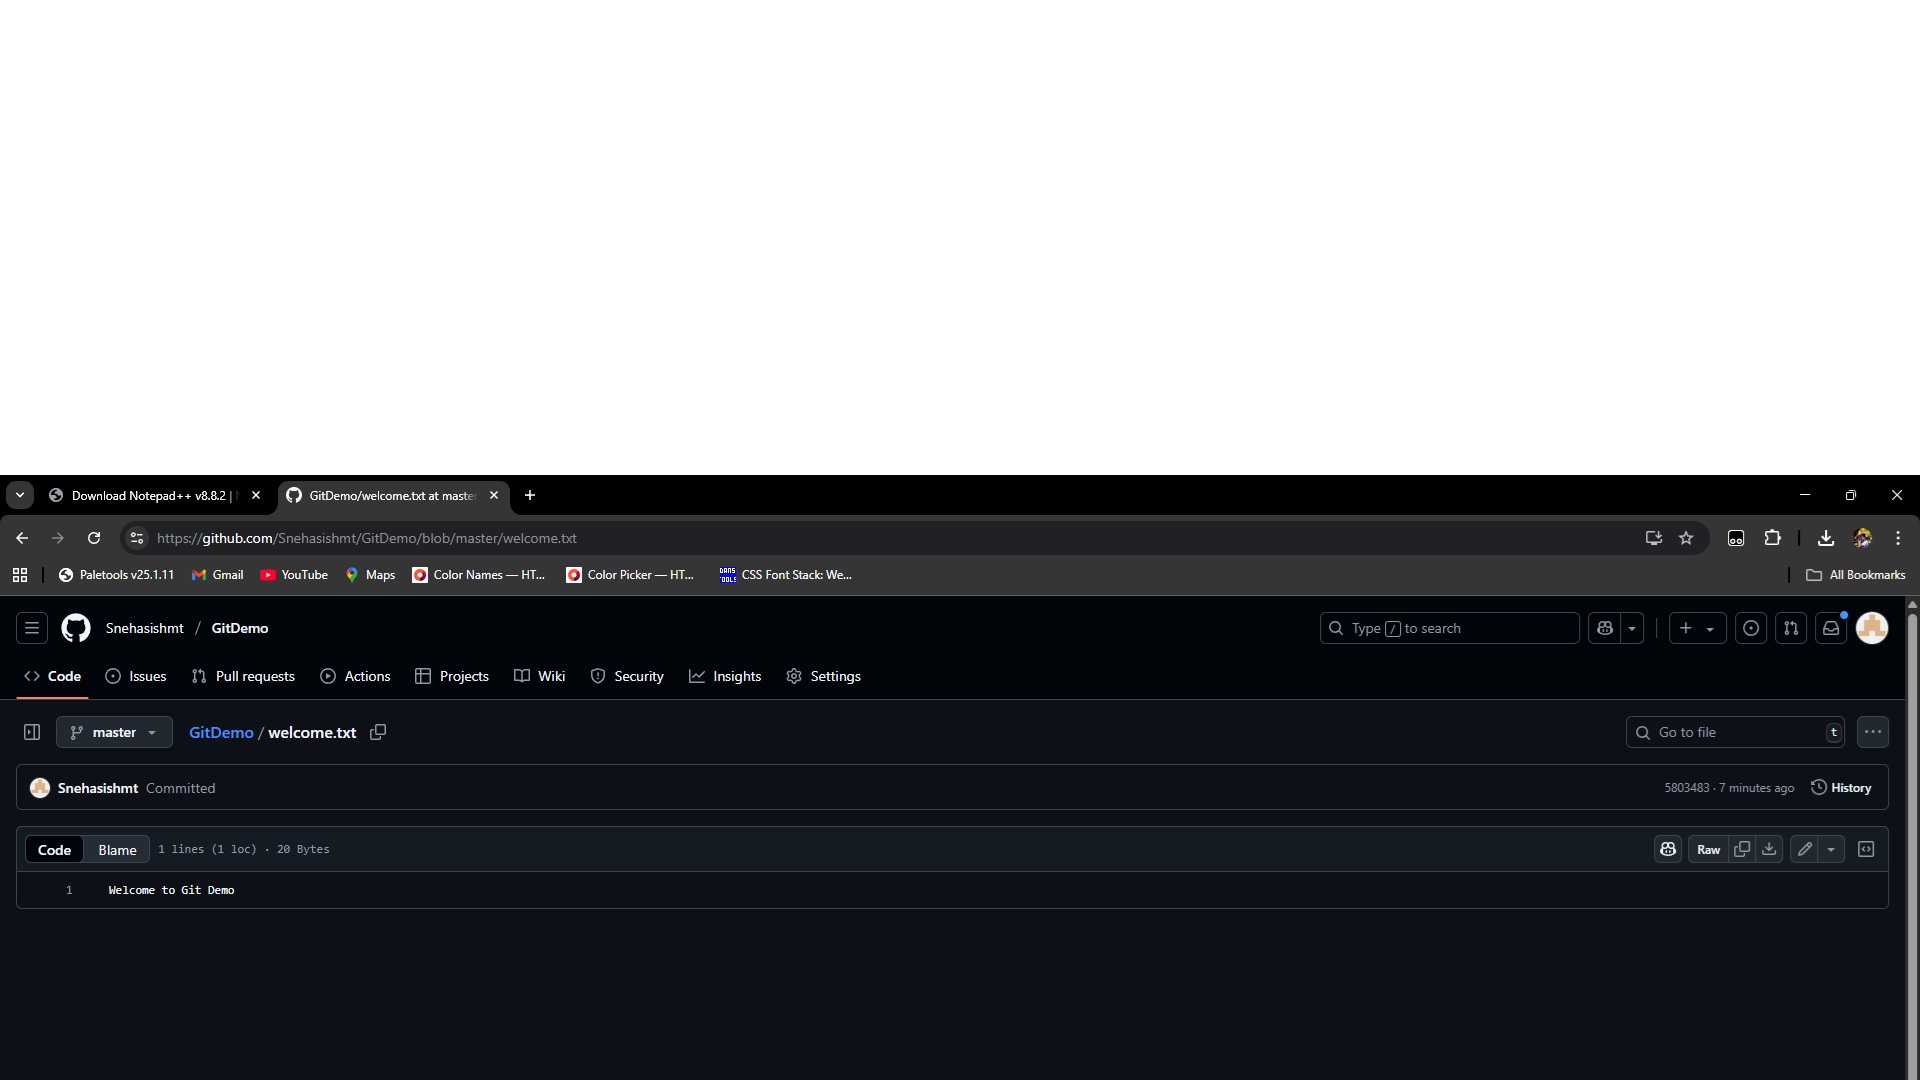 Download Notepad++ v8.8.2 |
GitDemo/welcome.txt at master
https://github.com/Snehasishmt/GitDemo/blob/master/welcome.txt
Paletools v25.1.11 Gmail YouTube Maps Color Names — HT... Color Picker — HT... DANS TOOLS CSS Font Stack: We... All Bookmarks
Snehasishmt / GitDemo Type / to search
Code Issues Pull requests Actions Projects Wiki Security Insights Settings
master GitDemo / welcome.txt Go to file t
Snehasishmt Committed 5803483 · 7 minutes ago History
Code Blame 1 lines (1 loc) · 20 Bytes Raw
1 Welcome to Git Demo